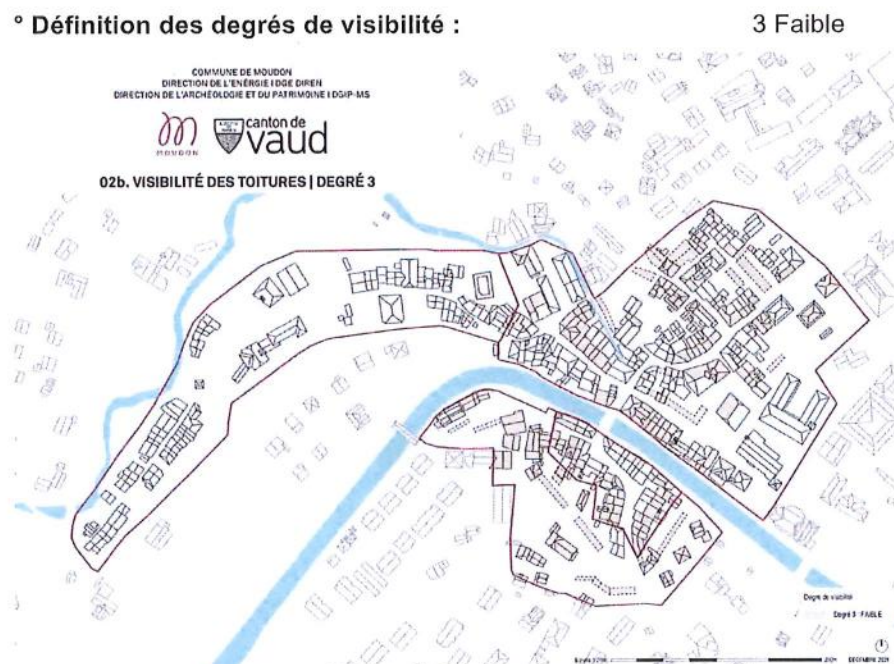 ° Définition des degrés de visibilité : 3 Faible
COMMUNE DE MOUDON
DIRECTION DE L'ÉNERGIE I DGE DIREN
DIRECTION DE L'ARCHÉOLOGIE ET DU PATRIMOINE I DGIP-MS
MOUDON
canton de
vaud
02b. VISIBILITÉ DES TOITURES | DEGRÉ 3
Degré de visibilité
Degré 3 : FAIBLE
DÉCEMBRE